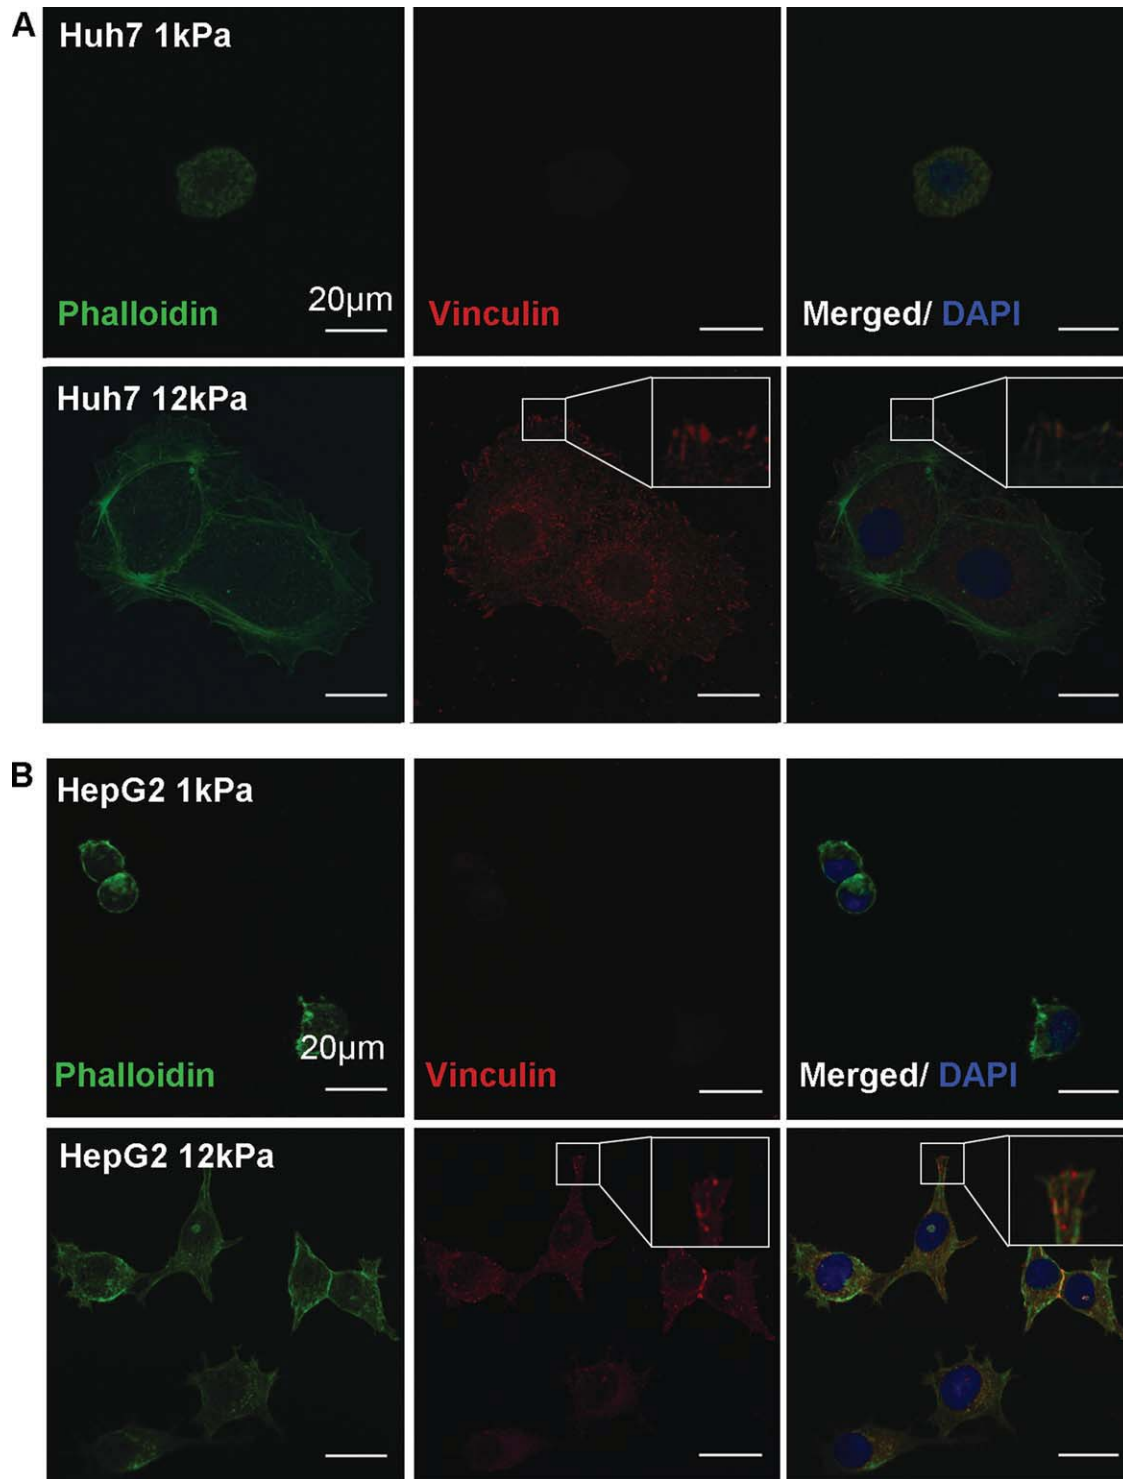 A
Huh7 1kPa
20µm
Phalloidin
Vinculin
Merged/ DAPI
Huh7 12kPa
B
HepG2 1kPa
20µm
Phalloidin
Vinculin
Merged/ DAPI
HepG2 12kPa